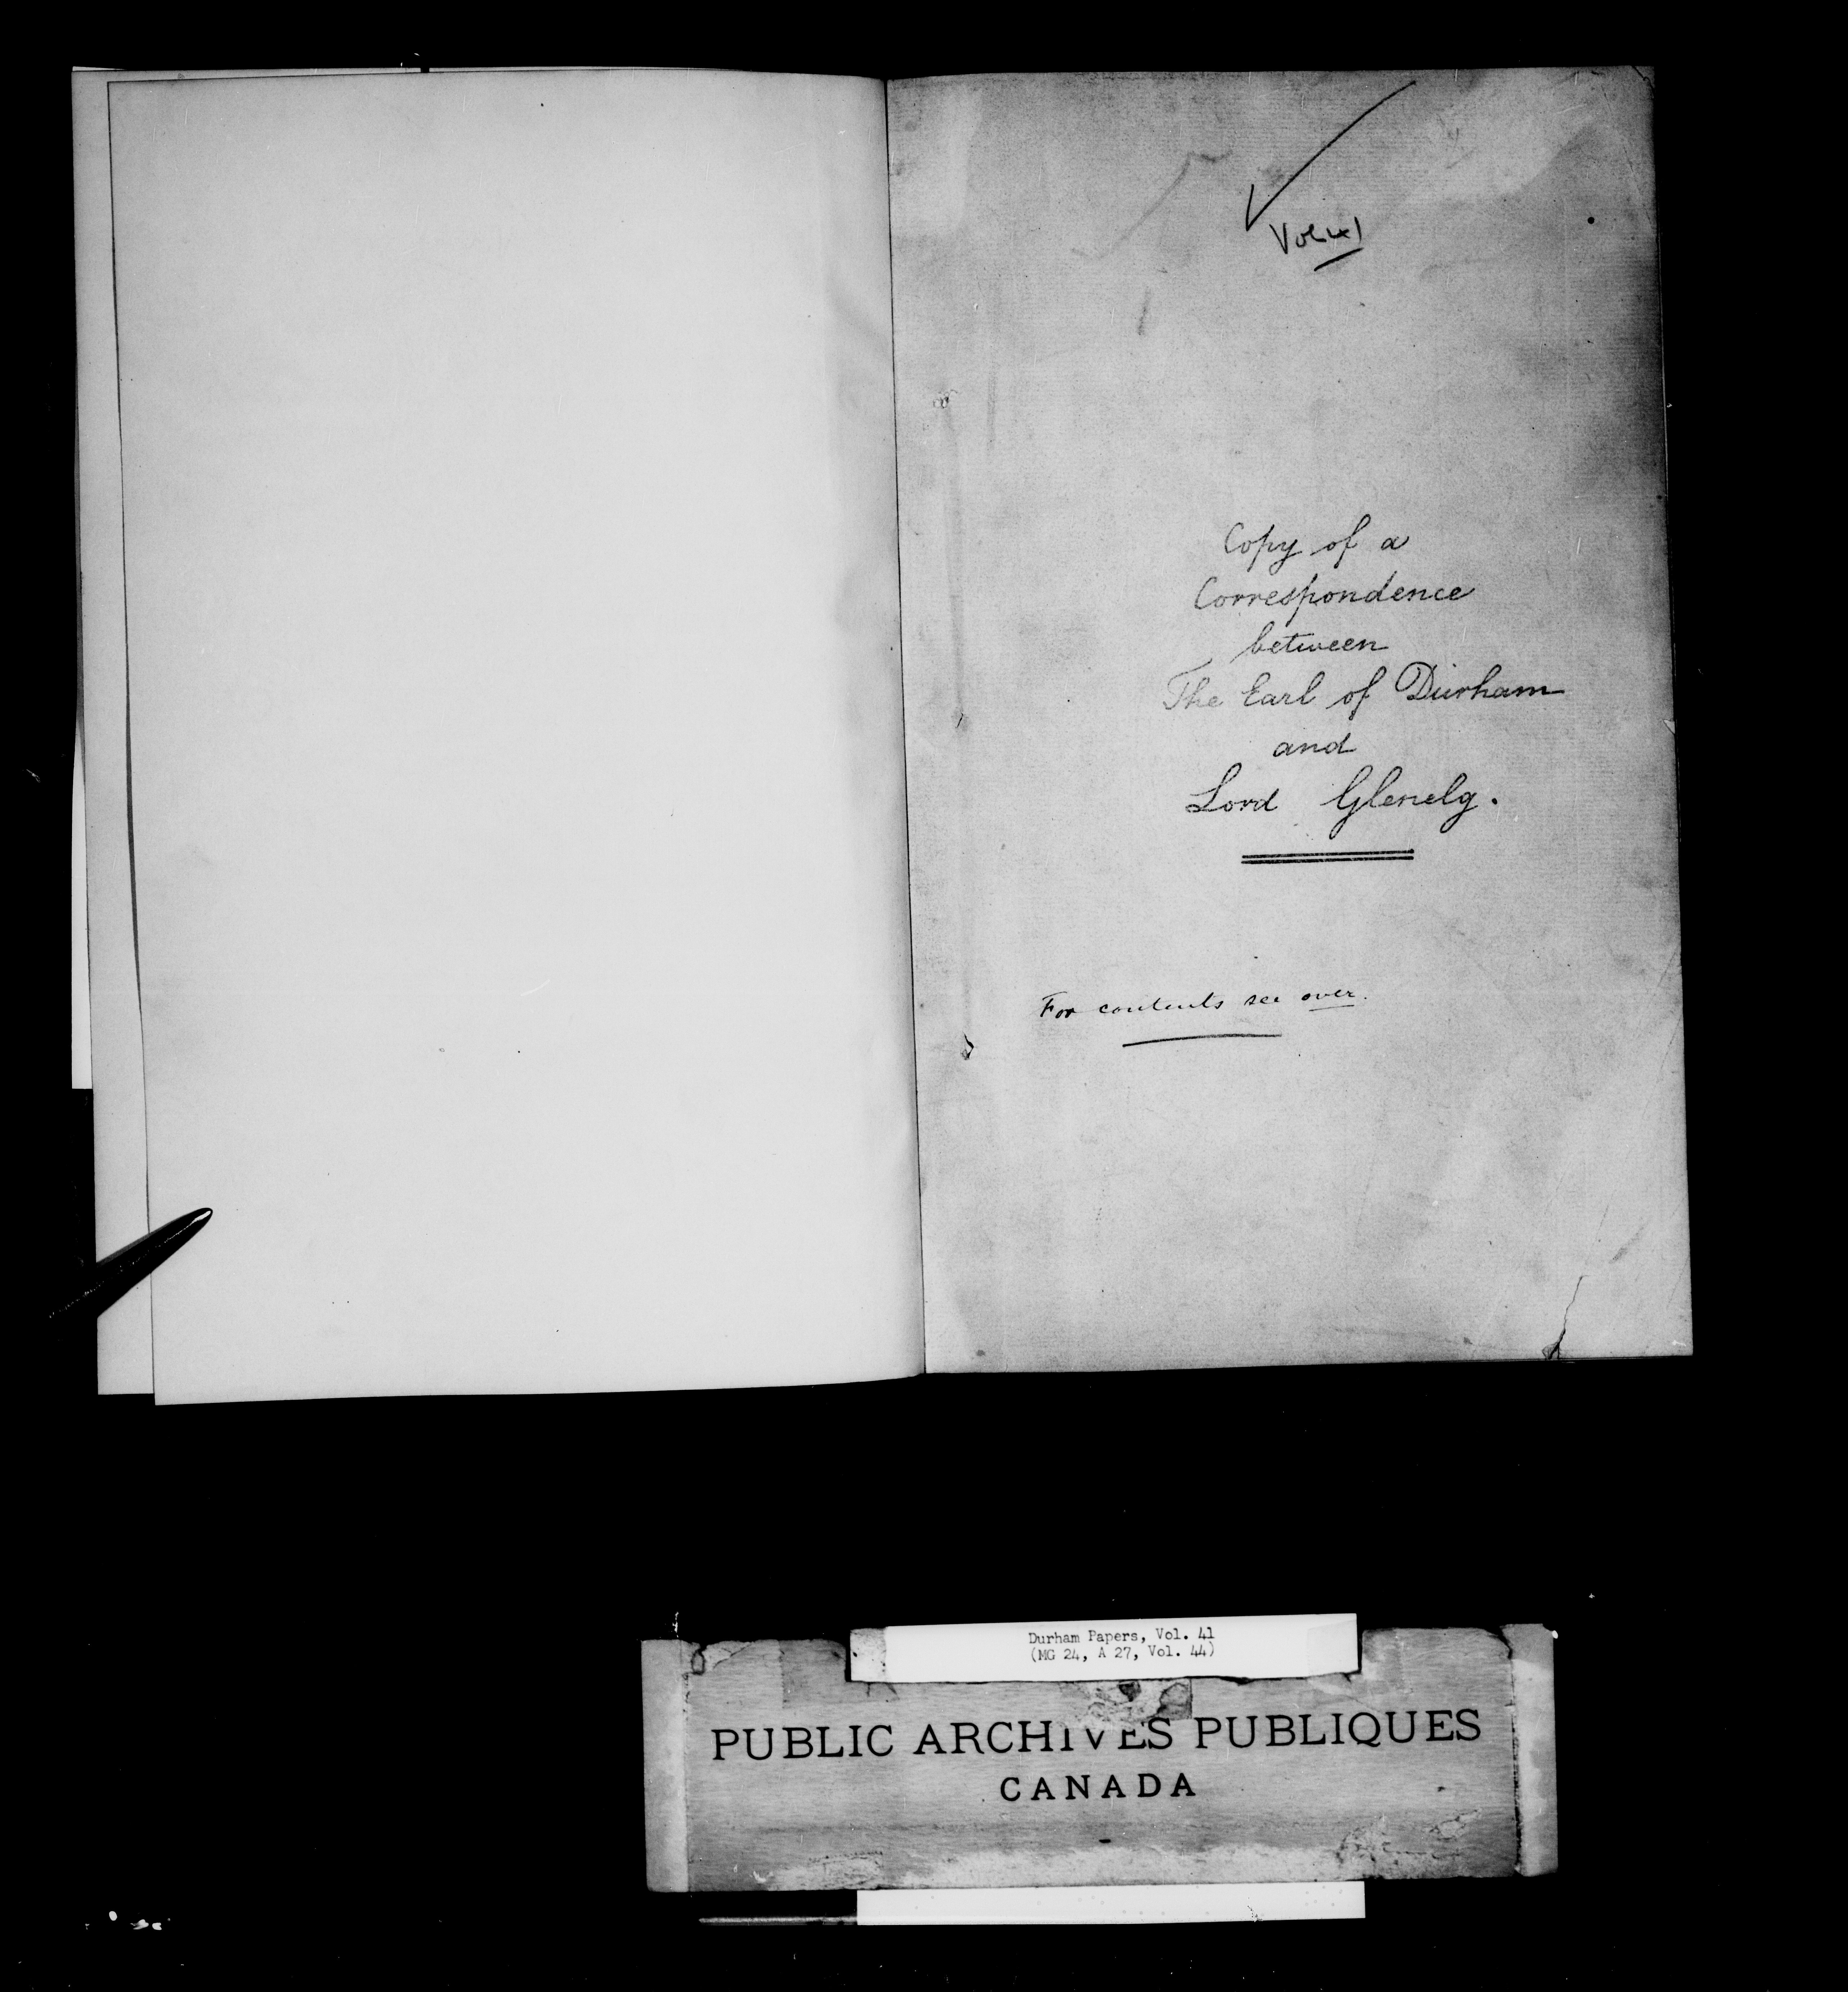 Vol 41
Copy of a
Correspondence
between
The Earl of Durham
and
Lord Glenelg.
For contents see over.
Durham Papers, Vol. 41
(MG 24, A 27, Vol. 44)
PUBLIC ARCHIVES PUBLIQUES
CANADA